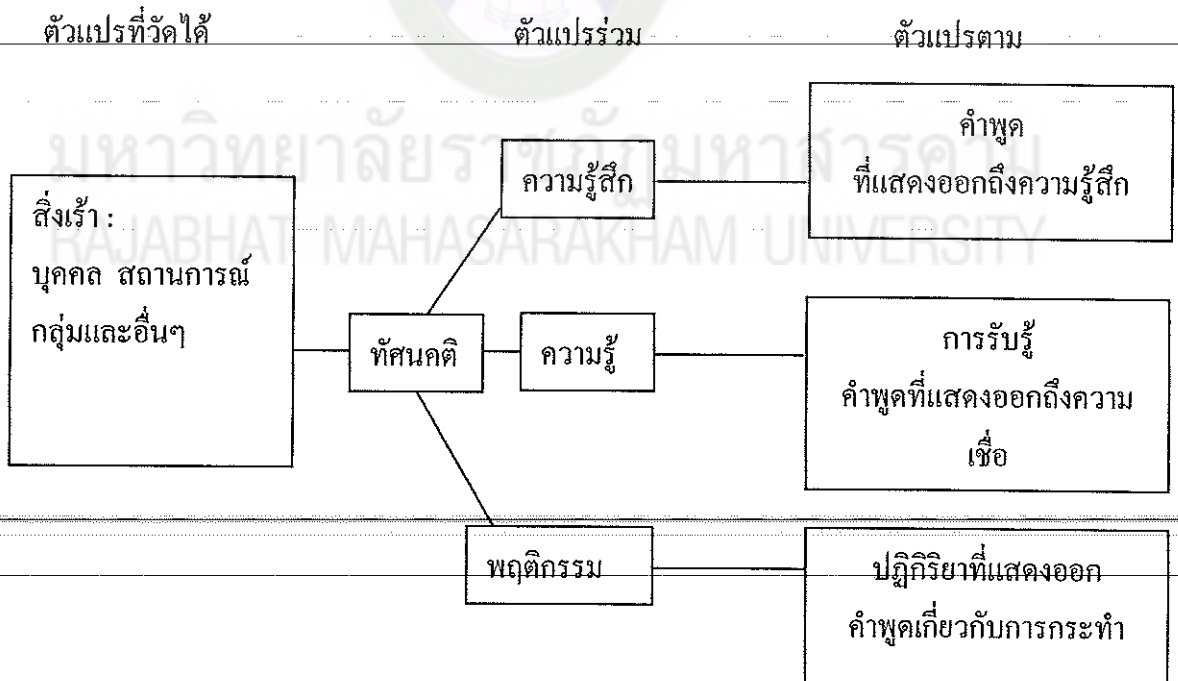 ตัวแปรที่วัดได้ ตัวแปรร่วม ตัวแปรตาม
มหาวิทยาลัยราชภัฏมหาสารคาม
RAJABHAT MAHASARAKHAM UNIVERSITY
สิ่งเร้า :
บุคคล สถานการณ์
กลุ่มและอื่นๆ
ทัศนคติ
ความรู้สึก
คำพูด
ที่แสดงออกถึงความรู้สึก
ความรู้
การรับรู้
คำพูดที่แสดงออกถึงความ
เชื่อ
พฤติกรรม
ปฏิกิริยาที่แสดงออก
คำพูดเกี่ยวกับการกระทำ